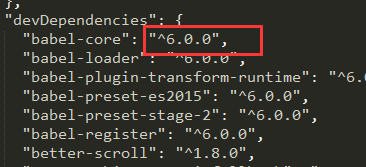 },
"devDependencies": {
"babel-core": "^6.0.0",
"babel-loader": "^6.0.0",
"babel-plugin-transform-runtime": "^6.0
"babel-preset-es2015": "^6.0.0",
"babel-preset-stage-2": "^6.0.0",
"babel-register": "^6.0.0",
"better-scroll": "^1.8.0",